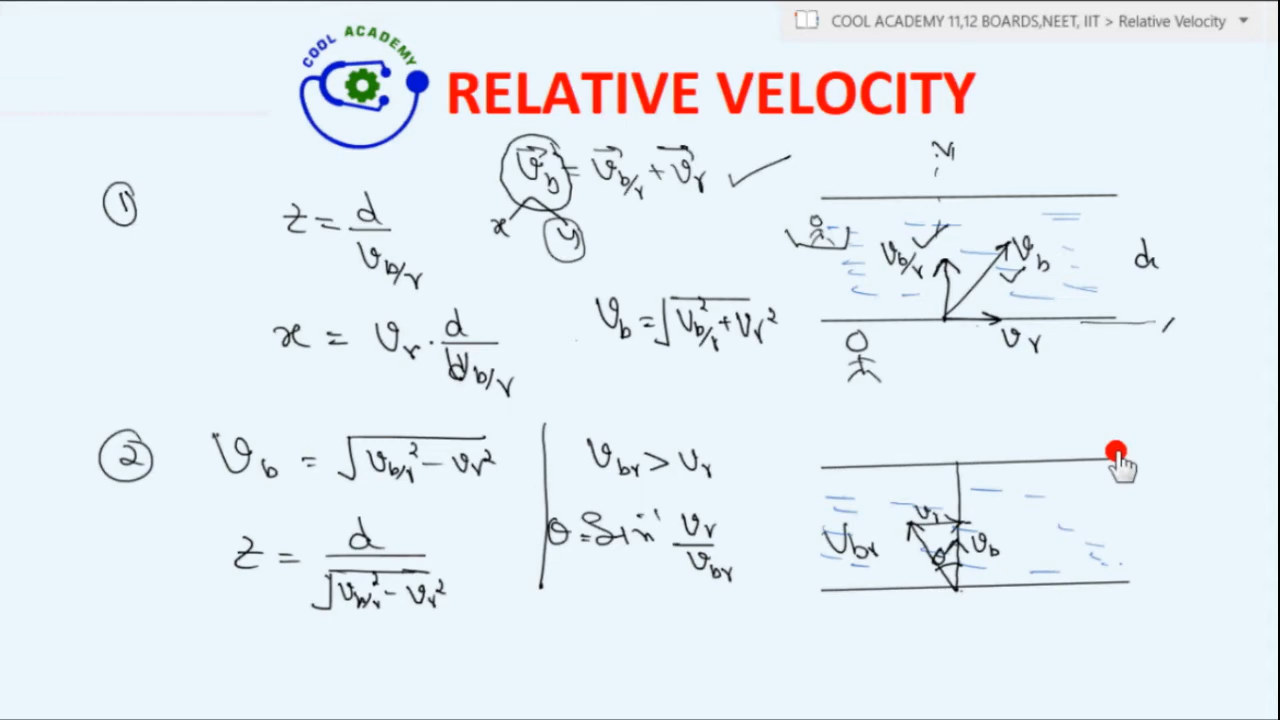 COOL ACADEMY 11,12 BOARDS,NEET, IIT > Relative Velocity
COOL ACADEMY
RELATIVE VELOCITY
v⃗b = v⃗b/r + v⃗r ✓
x y
①
z = d / vb/r
x = vr · d / vb/r
vb = √(vb/r² + vr²)
vb/r
vb
vr
d
②
vb = √(vb/r² − vr²)
z = d / √(vb/r² − vr²)
vbr > vr
θ = Sin⁻¹ vr / vbr
vr
vbr
θ
vb